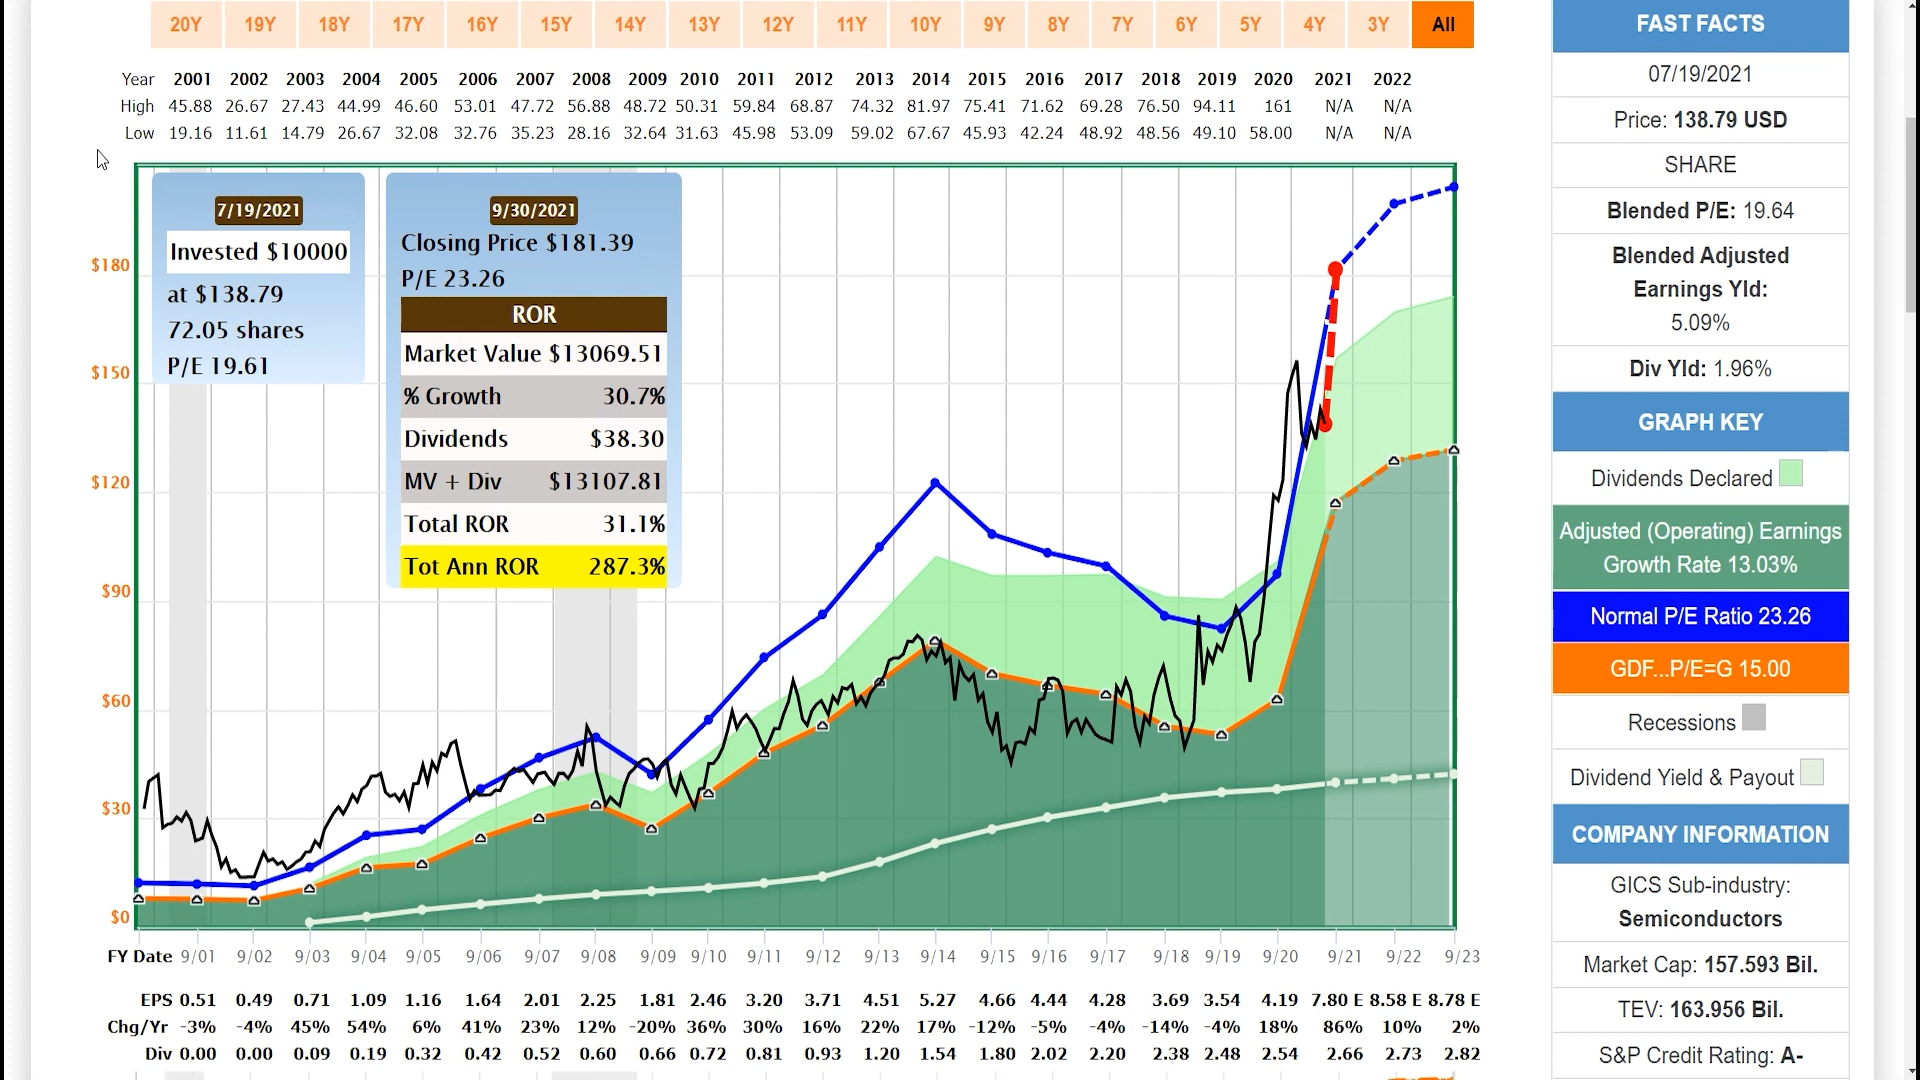 20Y 19Y 18Y 17Y 16Y 15Y 14Y 13Y 12Y 11Y 10Y 9Y 8Y 7Y 6Y 5Y 4Y 3Y All
Year 2001 2002 2003 2004 2005 2006 2007 2008 2009 2010 2011 2012 2013 2014 2015 2016 2017 2018 2019 2020 2021 2022
High 45.88 26.67 27.43 44.99 46.60 53.01 47.72 56.88 48.72 50.31 59.84 68.87 74.32 81.97 75.41 71.62 69.28 76.50 94.11 161 N/A N/A
Low 19.16 11.61 14.79 26.67 32.08 32.76 35.23 28.16 32.64 31.63 45.98 53.09 59.02 67.67 45.93 42.24 48.92 48.56 49.10 58.00 N/A N/A
7/19/2021
Invested $10000
at $138.79
72.05 shares
P/E 19.61
9/30/2021
Closing Price $181.39
P/E 23.26
ROR
Market Value $13069.51
% Growth 30.7%
Dividends $38.30
MV + Div $13107.81
Total ROR 31.1%
Tot Ann ROR 287.3%
$180
$150
$120
$90
$60
$30
$0
FY Date 9/01 9/02 9/03 9/04 9/05 9/06 9/07 9/08 9/09 9/10 9/11 9/12 9/13 9/14 9/15 9/16 9/17 9/18 9/19 9/20 9/21 9/22 9/23
EPS 0.51 0.49 0.71 1.09 1.16 1.64 2.01 2.25 1.81 2.46 3.20 3.71 4.51 5.27 4.66 4.44 4.28 3.69 3.54 4.19 7.80 E 8.58 E 8.78 E
Chg/Yr -3% -4% 45% 54% 6% 41% 23% 12% -20% 36% 30% 16% 22% 17% -12% -5% -4% -14% -4% 18% 86% 10% 2%
Div 0.00 0.00 0.09 0.19 0.32 0.42 0.52 0.60 0.66 0.72 0.81 0.93 1.20 1.54 1.80 2.02 2.20 2.38 2.48 2.54 2.66 2.73 2.82
FAST FACTS
07/19/2021
Price: 138.79 USD
SHARE
Blended P/E: 19.64
Blended Adjusted
Earnings Yld:
5.09%
Div Yld: 1.96%
GRAPH KEY
Dividends Declared
Adjusted (Operating) Earnings
Growth Rate 13.03%
Normal P/E Ratio 23.26
GDF...P/E=G 15.00
Recessions
Dividend Yield & Payout
COMPANY INFORMATION
GICS Sub-industry:
Semiconductors
Market Cap: 157.593 Bil.
TEV: 163.956 Bil.
S&P Credit Rating: A-